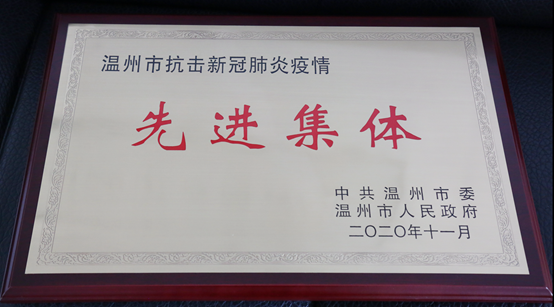 温州市抗击新冠肺炎疫情
先进集体
中共温州市委
温州市人民政府
二〇二〇年十一月